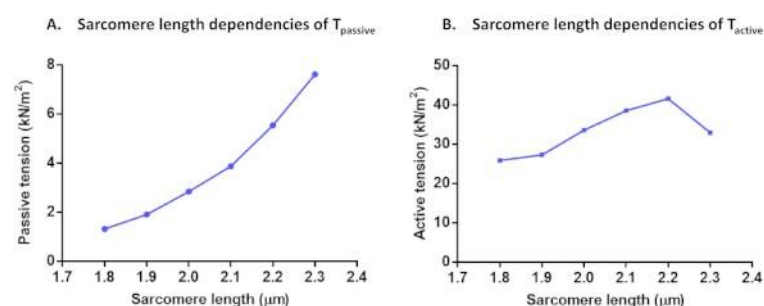 A. Sarcomere length dependencies of Tpassive
8
6
4
2
0
Passive tension (kN/m²)
1.7 1.8 1.9 2.0 2.1 2.2 2.3 2.4
Sarcomere length (μm)
B. Sarcomere length dependencies of Tactive
50
40
30
20
10
0
Active tension (kN/m²)
1.7 1.8 1.9 2.0 2.1 2.2 2.3 2.4
Sarcomere length (μm)